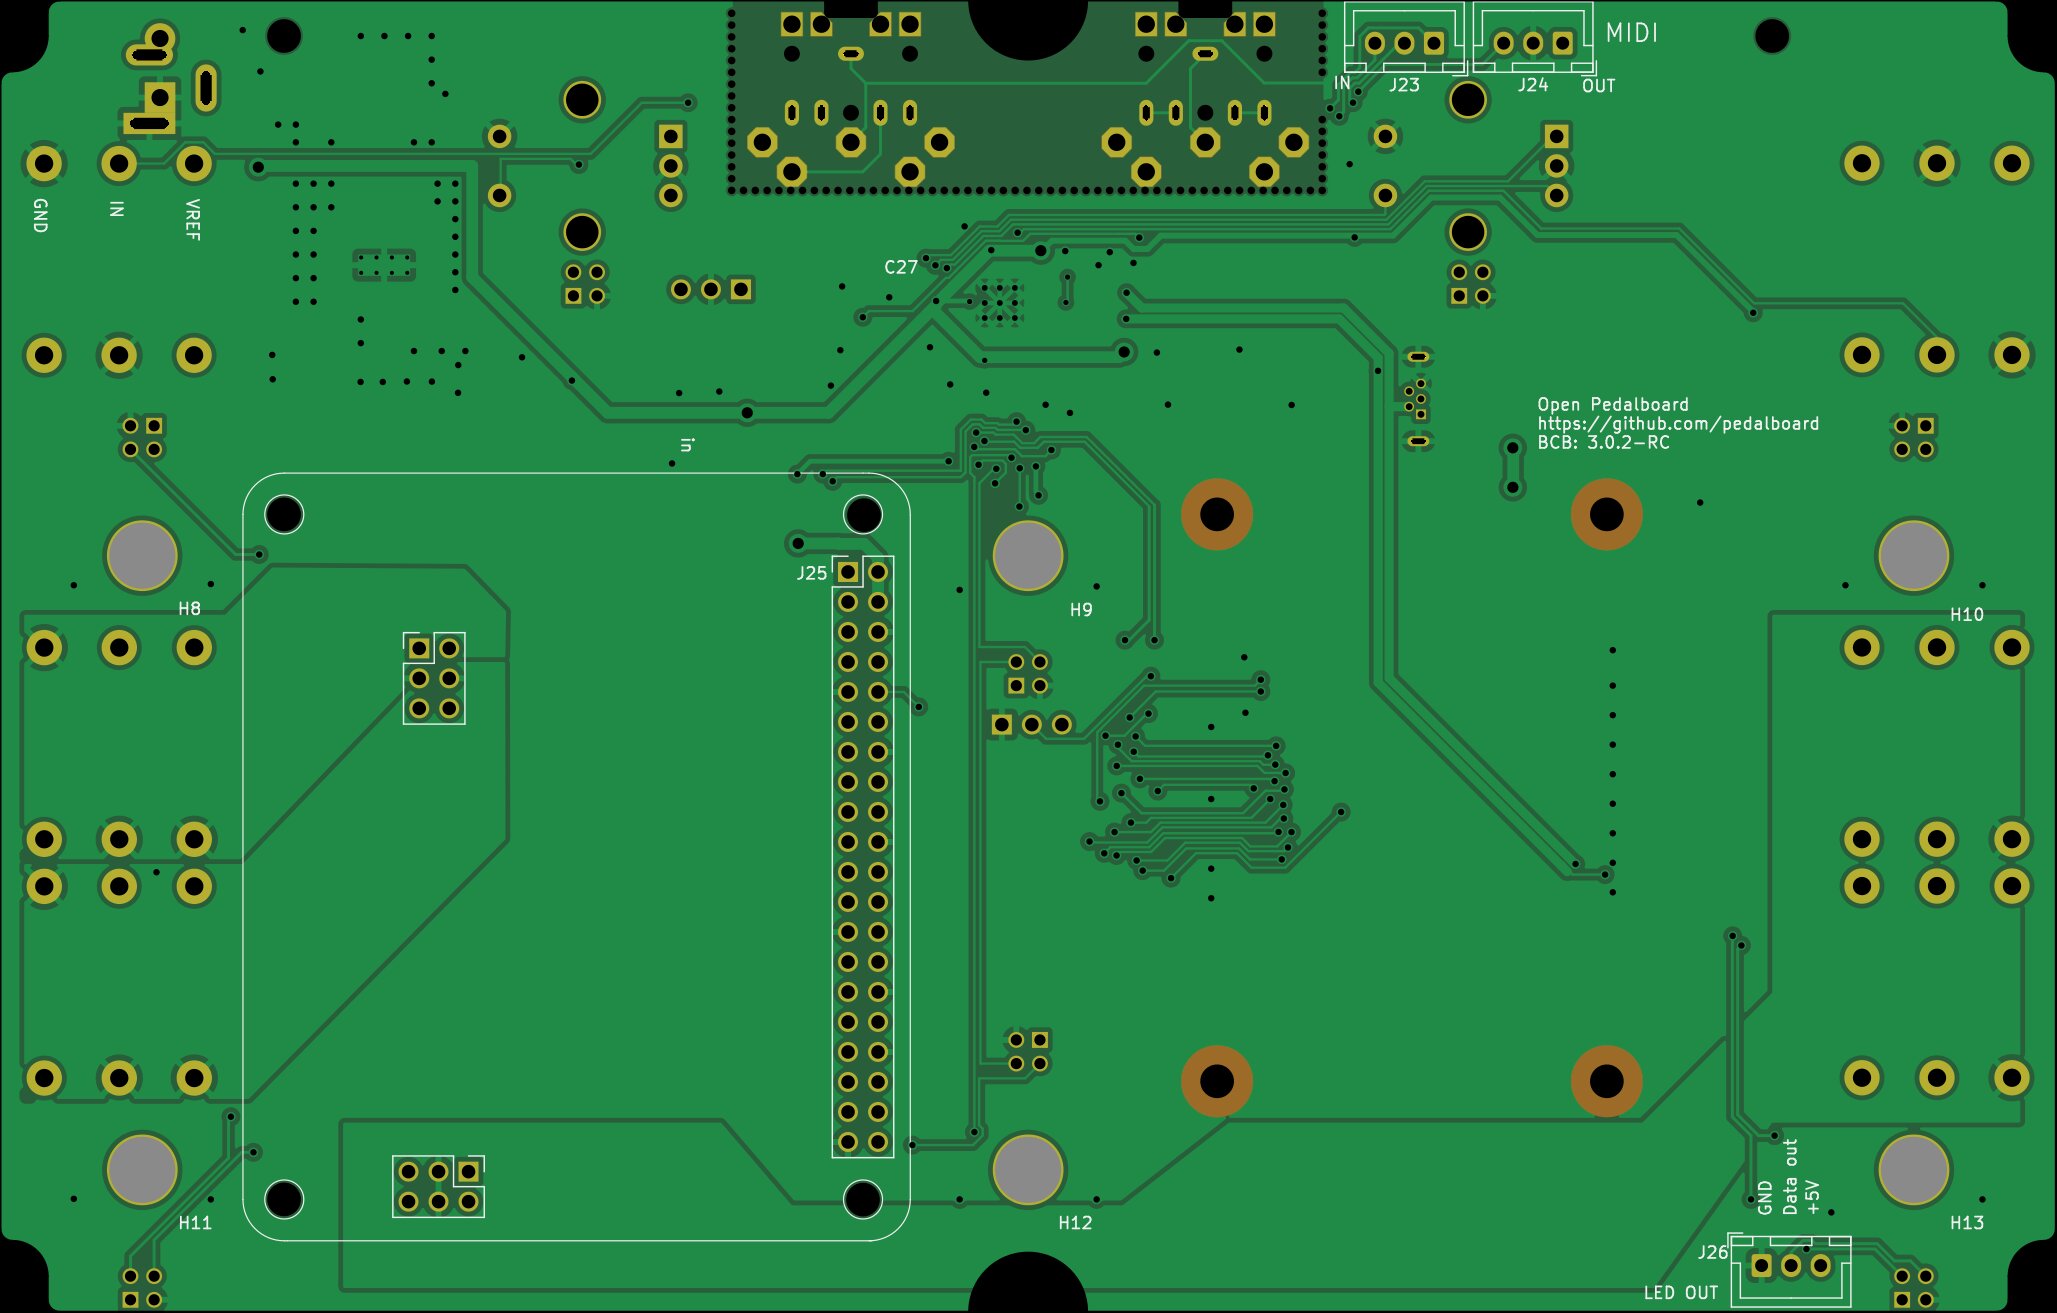 MIDI
IN
J23
J24
OUT
GND
IN
VREF
C27
Open Pedalboard
https://github.com/pedalboard
BCB: 3.0.2-RC
in
J25
H8
H9
H10
GND
Data out
+5V
H11
H12
H13
J26
LED OUT